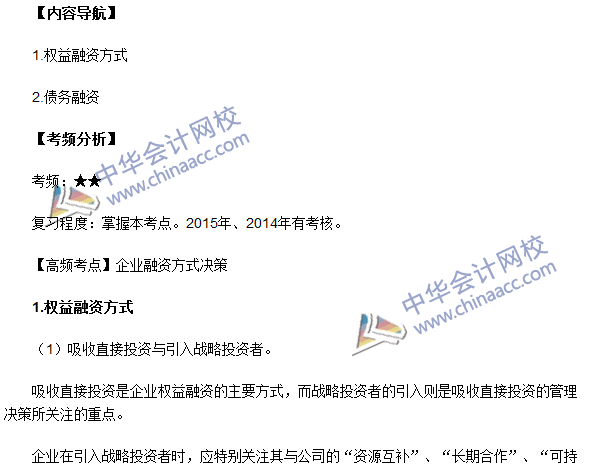 【内容导航】
1.权益融资方式
2.债务融资
【考频分析】
考频：★★
复习程度：掌握本考点。2015年、2014年有考核。
【高频考点】企业融资方式决策
1.权益融资方式
（1）吸收直接投资与引入战略投资者。
吸收直接投资是企业权益融资的主要方式，而战略投资者的引入则是吸收直接投资的管理
决策所关注的重点。
企业在引入战略投资者时，应特别关注其与公司的“资源互补”、“长期合作”、“可持
中华会计网校
www.chinaacc.com
中华会计网校
www.chinaacc.com